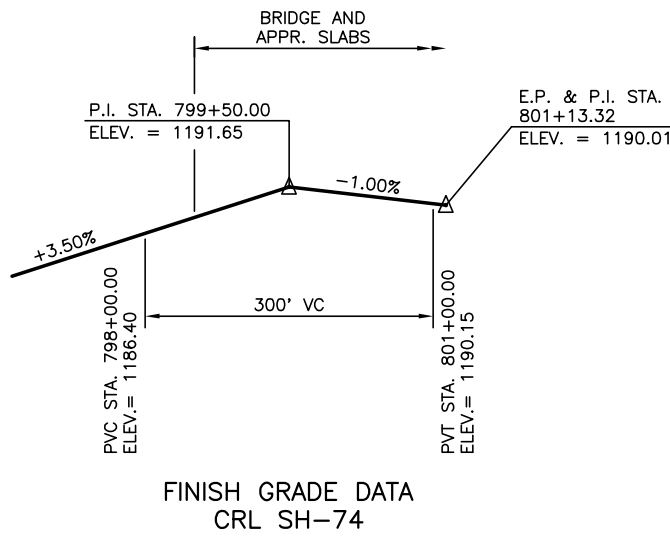 BRIDGE AND
APPR. SLABS
P.I. STA. 799+50.00
ELEV. = 1191.65
E.P. & P.I. STA.
801+13.32
ELEV. = 1190.01
-1.00%
+3.50%
300' VC
PVC STA. 798+00.00
ELEV.= 1186.40
PVT STA. 801+00.00
ELEV.= 1190.15
FINISH GRADE DATA
CRL SH-74